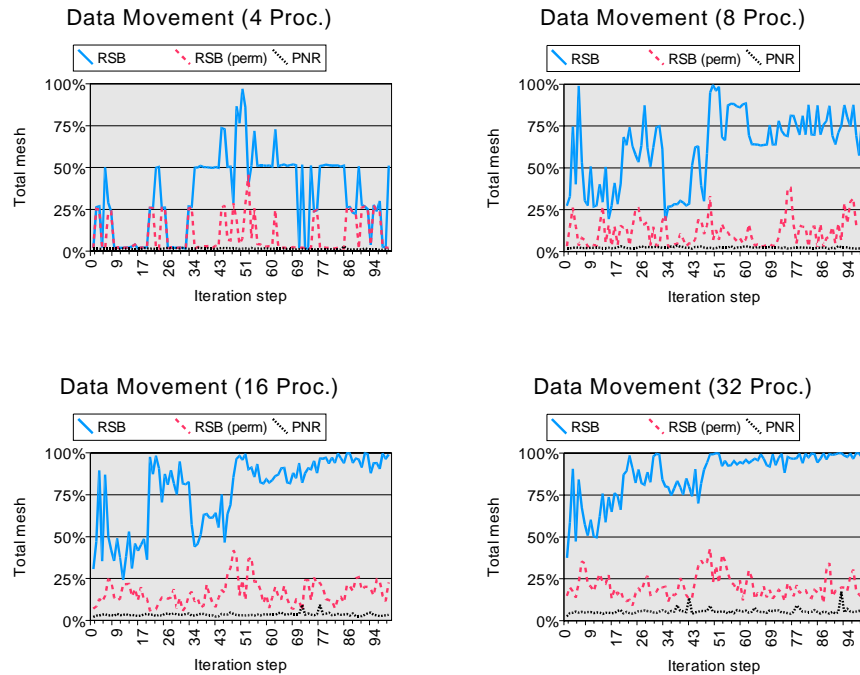 Data Movement (4 Proc.)
RSB RSB (perm) PNR
Total mesh
100%
75%
50%
25%
0%
0 9 17 26 34 43 51 60 69 77 86 94
Iteration step
Data Movement (8 Proc.)
RSB RSB (perm) PNR
Total mesh
100%
75%
50%
25%
0%
0 9 17 26 34 43 51 60 69 77 86 94
Iteration step
Data Movement (16 Proc.)
RSB RSB (perm) PNR
Total mesh
100%
75%
50%
25%
0%
0 9 17 26 34 43 51 60 69 77 86 94
Iteration step
Data Movement (32 Proc.)
RSB RSB (perm) PNR
Total mesh
100%
75%
50%
25%
0%
0 9 17 26 34 43 51 60 69 77 86 94
Iteration step